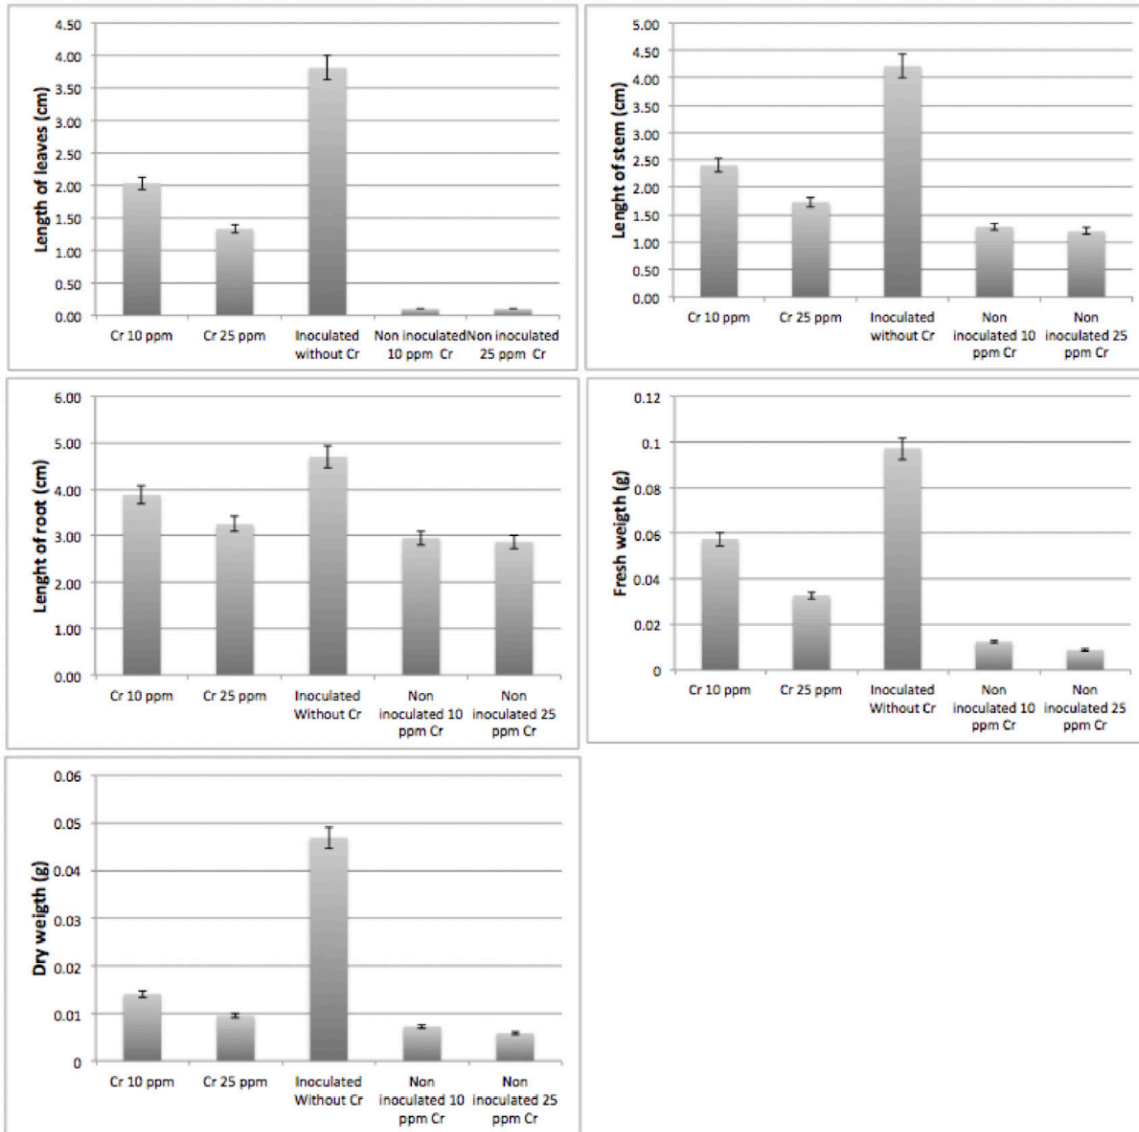 Length of leaves (cm)
4.50
4.00
3.50
3.00
2.50
2.00
1.50
1.00
0.50
0.00
Cr 10 ppm Cr 25 ppm Inoculated Non inoculated Non inoculated
without Cr 10 ppm Cr 25 ppm Cr
Lenght of stem (cm)
5.00
4.50
4.00
3.50
3.00
2.50
2.00
1.50
1.00
0.50
0.00
Cr 10 ppm Cr 25 ppm Inoculated Non Non
without Cr inoculated 10 inoculated 25
ppm Cr ppm Cr
Lenght of root (cm)
6.00
5.00
4.00
3.00
2.00
1.00
0.00
Cr 10 ppm Cr 25 ppm Inoculated Non Non
Without Cr inoculated 10 inoculated 25
ppm Cr ppm Cr
Fresh weigth (g)
0.12
0.1
0.08
0.06
0.04
0.02
0
Cr 10 ppm Cr 25 ppm Inoculated Non Non
Without Cr inoculated 10 inoculated 25
ppm Cr ppm Cr
Dry weigth (g)
0.06
0.05
0.04
0.03
0.02
0.01
0
Cr 10 ppm Cr 25 ppm Inoculated Non Non
Without Cr inoculated 10 inoculated 25
ppm Cr ppm Cr